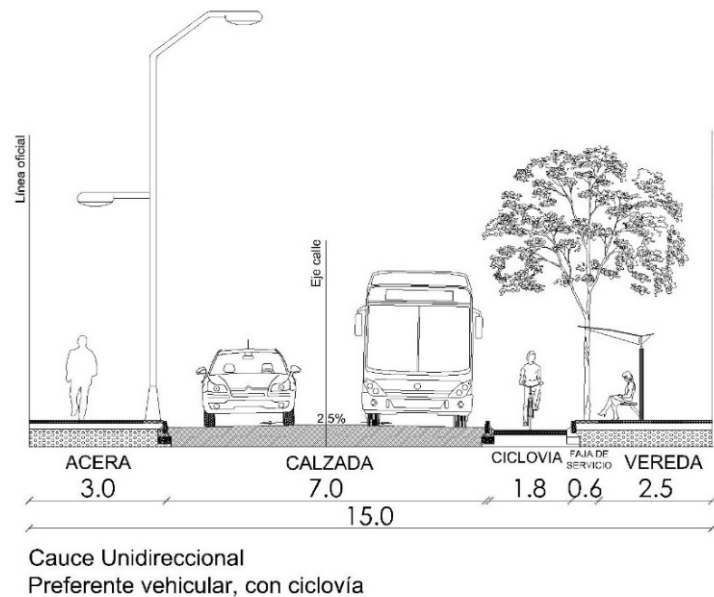 Línea oficial
Eje calle
2.5%
ACERA CALZADA CICLOVIA FAJA DE SERVICIO VEREDA
3.0 7.0 1.8 0.6 2.5
15.0
Cauce Unidireccional
Preferente vehicular, con ciclovía